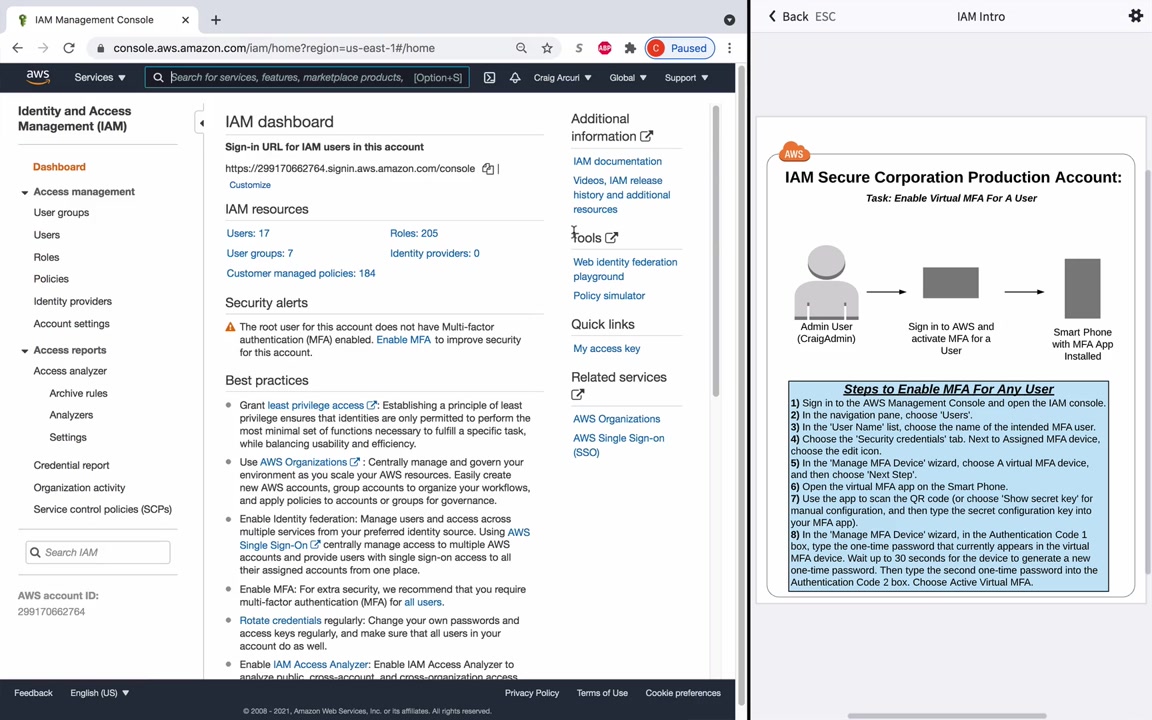 IAM Management Console
console.aws.amazon.com/iam/home?region=us-east-1#/home
S
ABP
C Paused
aws
Services
Search for services, features, marketplace products, [Option+S]
Craig Arcuri
Global
Support
Identity and Access
Management (IAM)
Dashboard
Access management
User groups
Users
Roles
Policies
Identity providers
Account settings
Access reports
Access analyzer
Archive rules
Analyzers
Settings
Credential report
Organization activity
Service control policies (SCPs)
Search IAM
AWS account ID:
299170662764
IAM dashboard
Sign-in URL for IAM users in this account
https://299170662764.signin.aws.amazon.com/console |
Customize
IAM resources
Users: 17
Roles: 205
User groups: 7
Identity providers: 0
Customer managed policies: 184
Security alerts
The root user for this account does not have Multi-factor
authentication (MFA) enabled. Enable MFA to improve security
for this account.
Best practices
Grant least privilege access : Establishing a principle of least
privilege ensures that identities are only permitted to perform the
most minimal set of functions necessary to fulfill a specific task,
while balancing usability and efficiency.
Use AWS Organizations : Centrally manage and govern your
environment as you scale your AWS resources. Easily create
new AWS accounts, group accounts to organize your workflows,
and apply policies to accounts or groups for governance.
Enable Identity federation: Manage users and access across
multiple services from your preferred identity source. Using AWS
Single Sign-On centrally manage access to multiple AWS
accounts and provide users with single sign-on access to all
their assigned accounts from one place.
Enable MFA: For extra security, we recommend that you require
multi-factor authentication (MFA) for all users.
Rotate credentials regularly: Change your own passwords and
access keys regularly, and make sure that all users in your
account do as well.
Enable IAM Access Analyzer: Enable IAM Access Analyzer to
analyze public, cross-account, and cross-organization access
Additional
information
IAM documentation
Videos, IAM release
history and additional
resources
Tools
Web identity federation
playground
Policy simulator
Quick links
My access key
Related services
AWS Organizations
AWS Single Sign-on
(SSO)
Feedback
English (US)
Privacy Policy
Terms of Use
Cookie preferences
© 2008 - 2021, Amazon Web Services, Inc. or its affiliates. All rights reserved.
Back ESC
IAM Intro
AWS
IAM Secure Corporation Production Account:
Task: Enable Virtual MFA For A User
Admin User
(CraigAdmin)
Sign in to AWS and
activate MFA for a
User
Smart Phone
with MFA App
Installed
Steps to Enable MFA For Any User
1) Sign in to the AWS Management Console and open the IAM console.
2) In the navigation pane, choose 'Users'.
3) In the 'User Name' list, choose the name of the intended MFA user.
4) Choose the 'Security credentials' tab. Next to Assigned MFA device,
choose the edit icon.
5) In the 'Manage MFA Device' wizard, choose A virtual MFA device,
and then choose 'Next Step'.
6) Open the virtual MFA app on the Smart Phone.
7) Use the app to scan the QR code (or choose 'Show secret key' for
manual configuration, and then type the secret configuration key into
your MFA app).
8) In the 'Manage MFA Device' wizard, in the Authentication Code 1
box, type the one-time password that currently appears in the virtual
MFA device. Wait up to 30 seconds for the device to generate a new
one-time password. Then type the second one-time password into the
Authentication Code 2 box. Choose Active Virtual MFA.